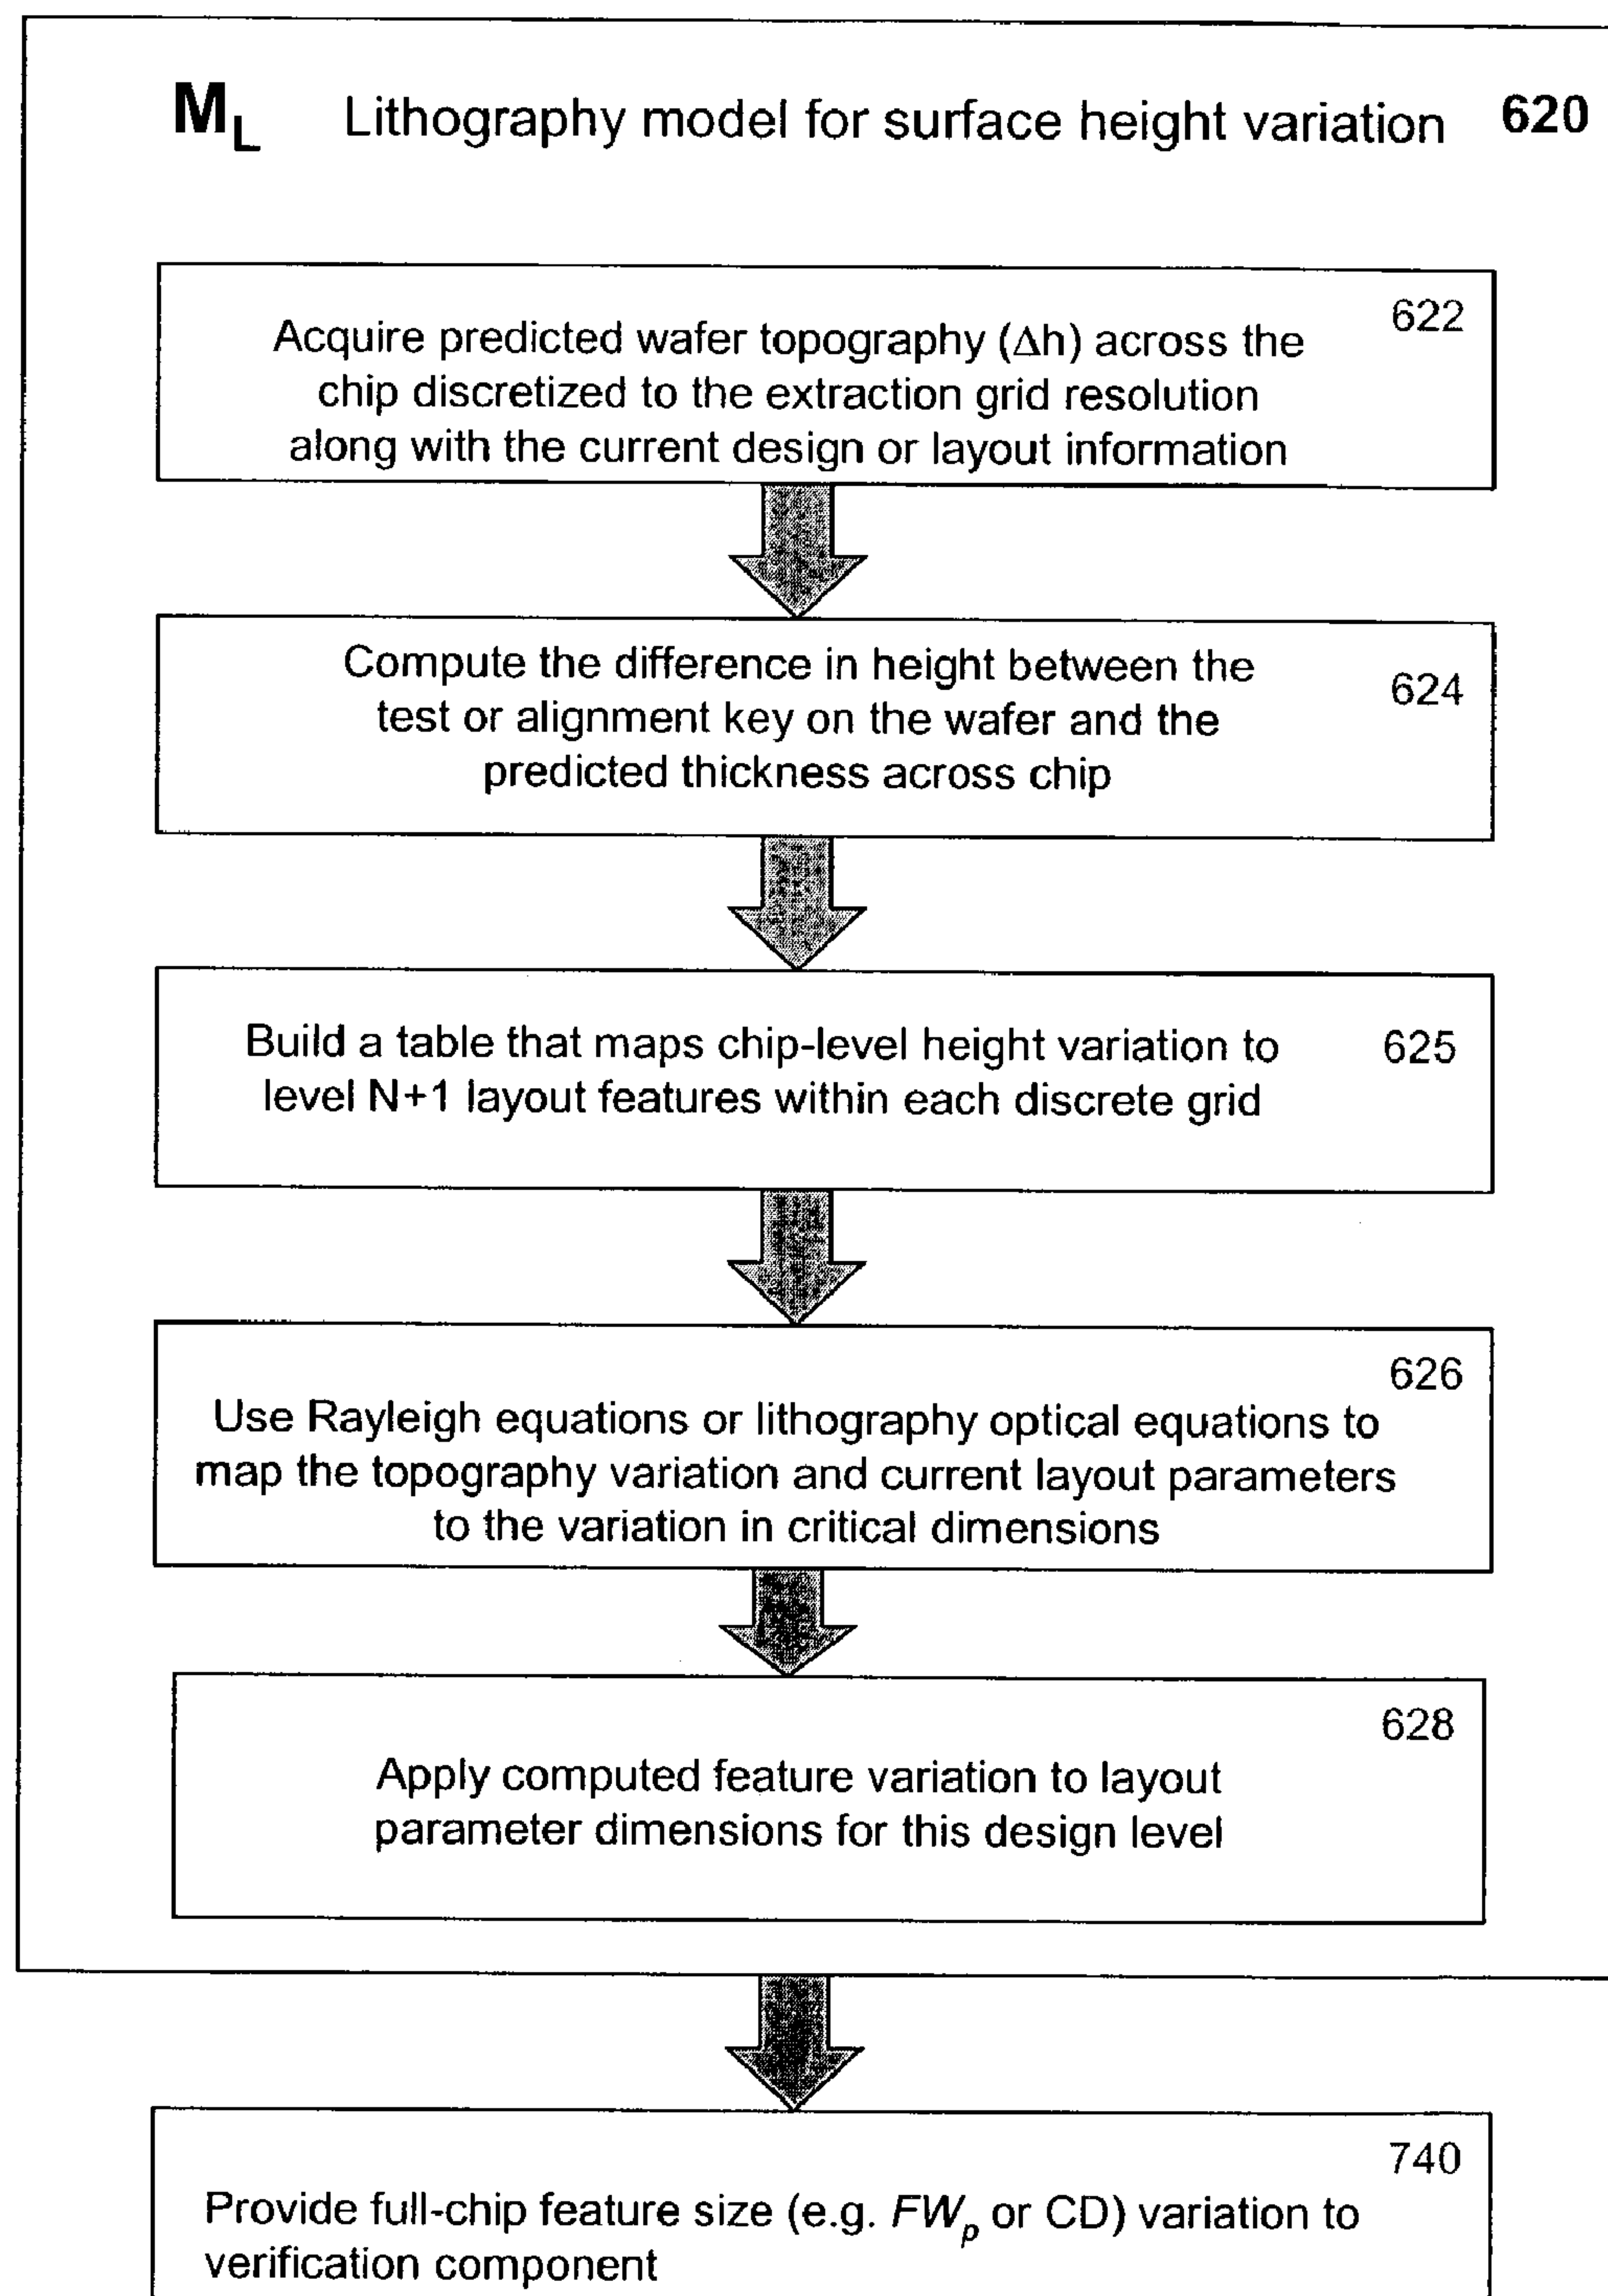 M_L Lithography model for surface height variation 620
622
Acquire predicted wafer topography (Δh) across the
chip discretized to the extraction grid resolution
along with the current design or layout information
Compute the difference in height between the
624
test or alignment key on the wafer and the
predicted thickness across chip
Build a table that maps chip-level height variation to 625
level N+1 layout features within each discrete grid
626
Use Rayleigh equations or lithography optical equations to
map the topography variation and current layout parameters
to the variation in critical dimensions
628
Apply computed feature variation to layout
parameter dimensions for this design level
740
Provide full-chip feature size (e.g. FW_p or CD) variation to
verification component